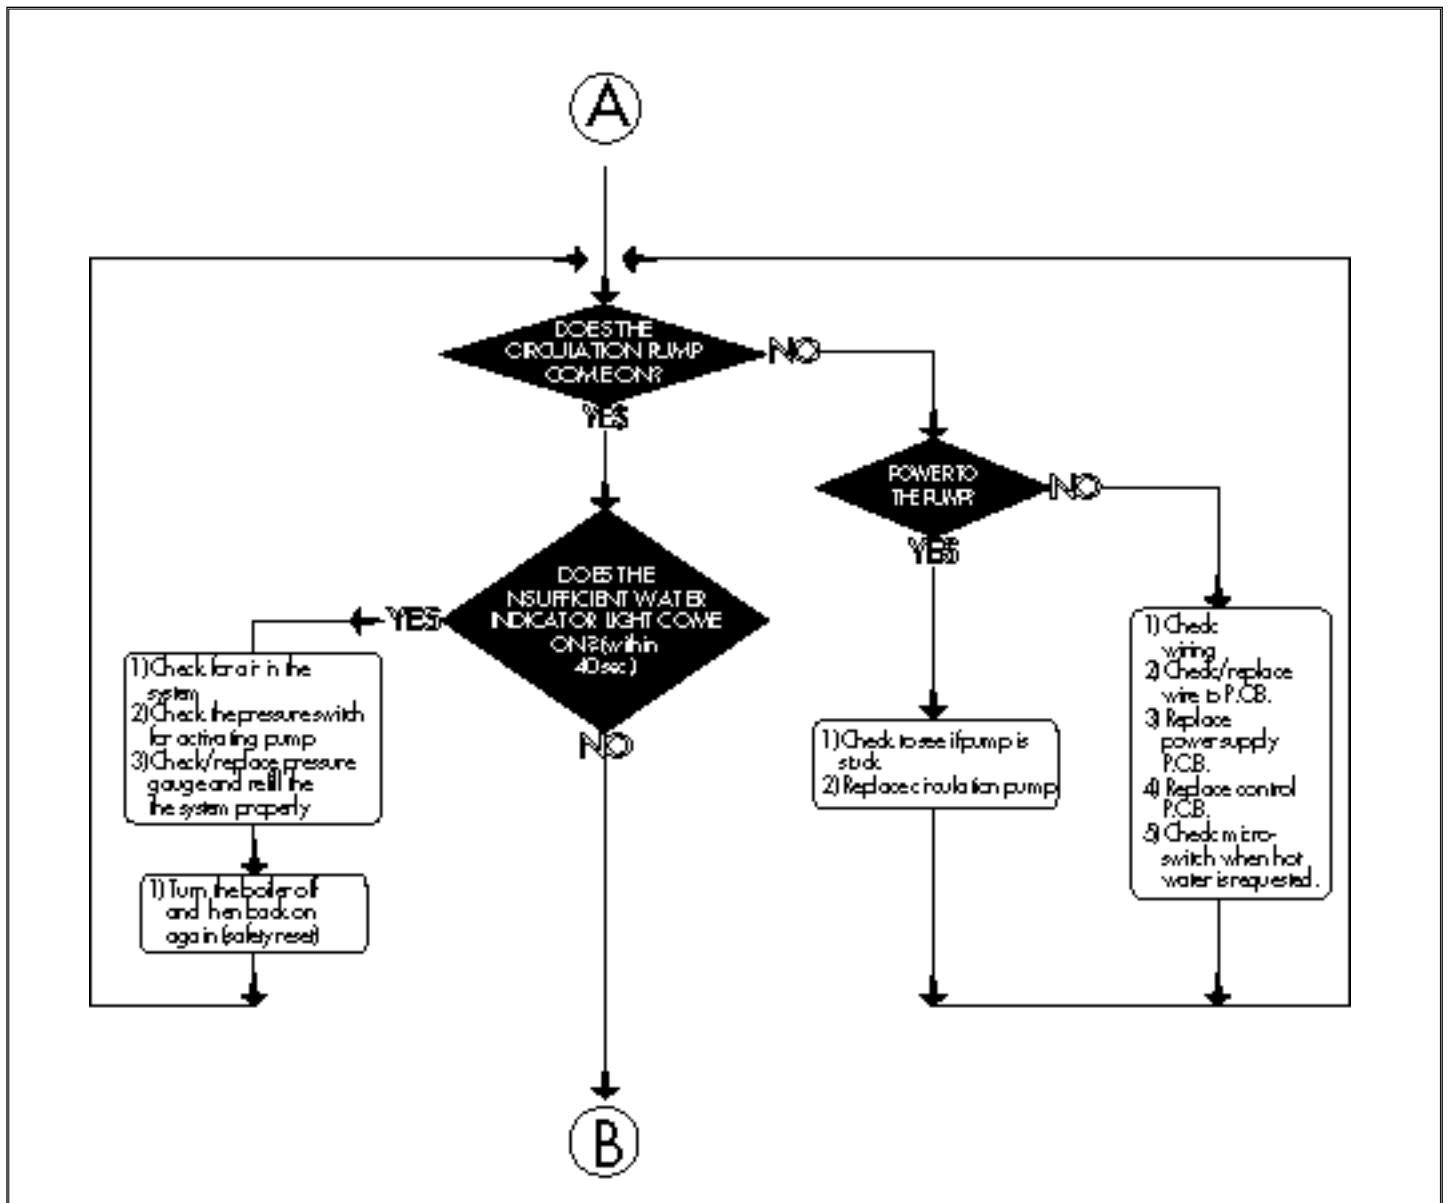 A
DOES THE
CIRCULATION PUMP
COME ON?
NO
YES
POWER TO
THE PUMP?
NO
YES
DOES THE
INSUFFICIENT WATER
INDICATOR LIGHT COME
ON? (within
40 sec.)
YES
NO
1) Check for air in the
system
2) Check the pressure switch
for activating pump
3) Check/replace pressure
gauge and refill the
the system properly
1) Turn the boiler off
and then back on
again (safety reset)
1) Check to see if pump is
stuck
2) Replace circulation pump
1) Check
wiring
2) Check/replace
wire to P.C.B.
3) Replace
power supply
P.C.B.
4) Replace control
P.C.B.
5) Check micro-
switch when hot
water is requested.
B